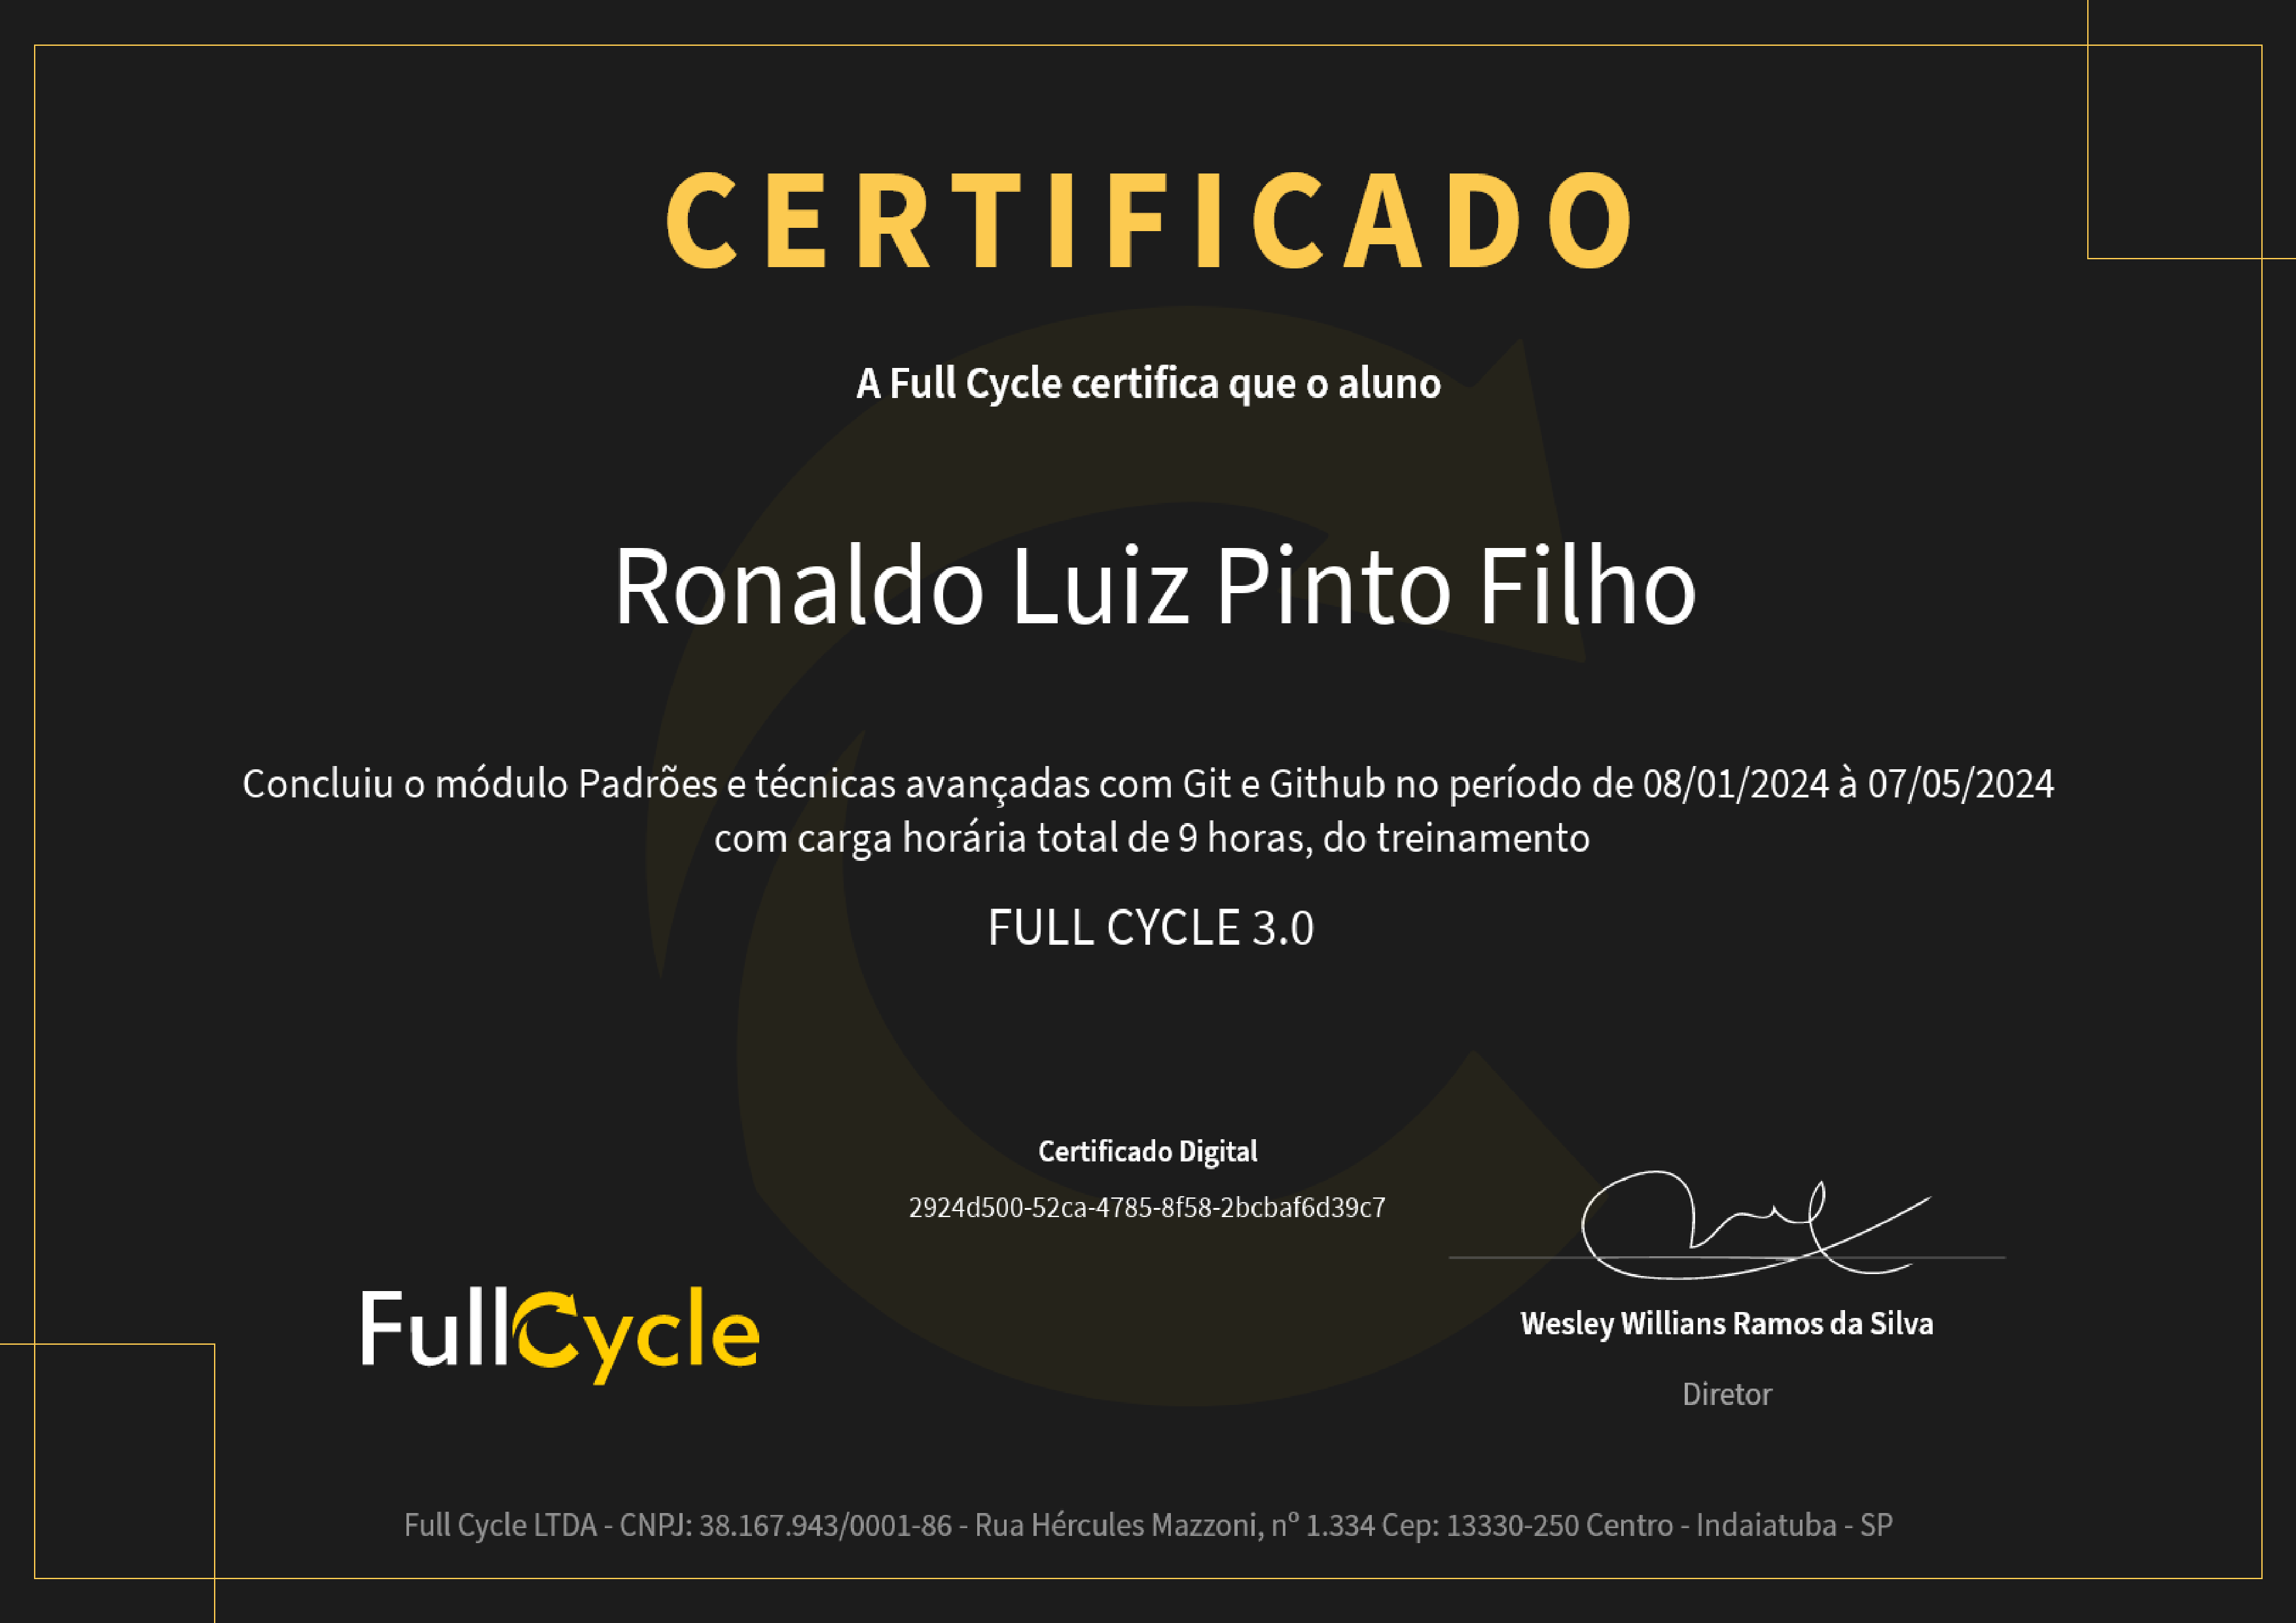 CERTIFICADO
A Full Cycle certifica que o aluno
Ronaldo Luiz Pinto Filho
Concluiu o módulo Padrões e técnicas avançadas com Git e Github no período de 08/01/2024 à 07/05/2024
com carga horária total de 9 horas, do treinamento
FULL CYCLE 3.0
Certificado Digital
2924d500-52ca-4785-8f58-2bcbaf6d39c7
FullCycle
Wesley Willians Ramos da Silva
Diretor
Full Cycle LTDA - CNPJ: 38.167.943/0001-86 - Rua Hércules Mazzoni, nº 1.334 Cep: 13330-250 Centro - Indaiatuba - SP